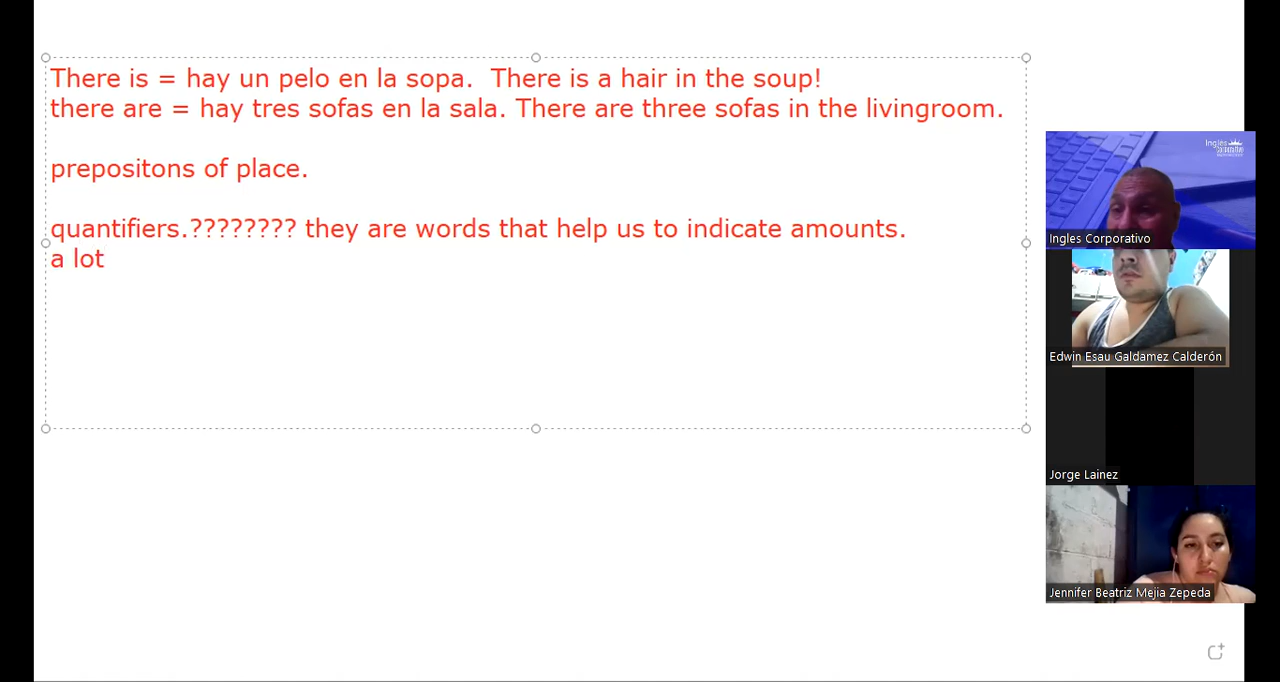 There is = hay un pelo en la sopa.  There is a hair in the soup!
there are = hay tres sofas en la sala. There are three sofas in the livingroom.
prepositons of place.
quantifiers.???????? they are words that help us to indicate amounts.
a lot
Ingles
Corporativo
Ingles Corporativo
Edwin Esau Galdamez Calderón
Jorge Lainez
Jennifer Beatriz Mejia Zepeda